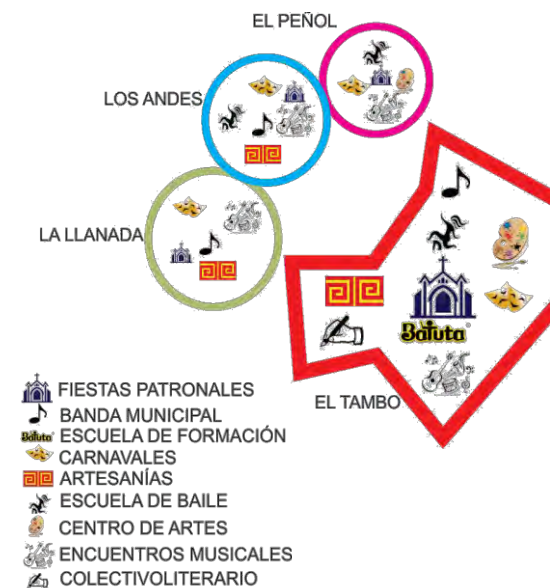 EL PEÑOL
LOS ANDES
LA LLANADA
Batuta
EL TAMBO
FIESTAS PATRONALES
BANDA MUNICIPAL
Batuta ESCUELA DE FORMACIÓN
CARNAVALES
ARTESANÍAS
ESCUELA DE BAILE
CENTRO DE ARTES
ENCUENTROS MUSICALES
COLECTIVOLITERARIO